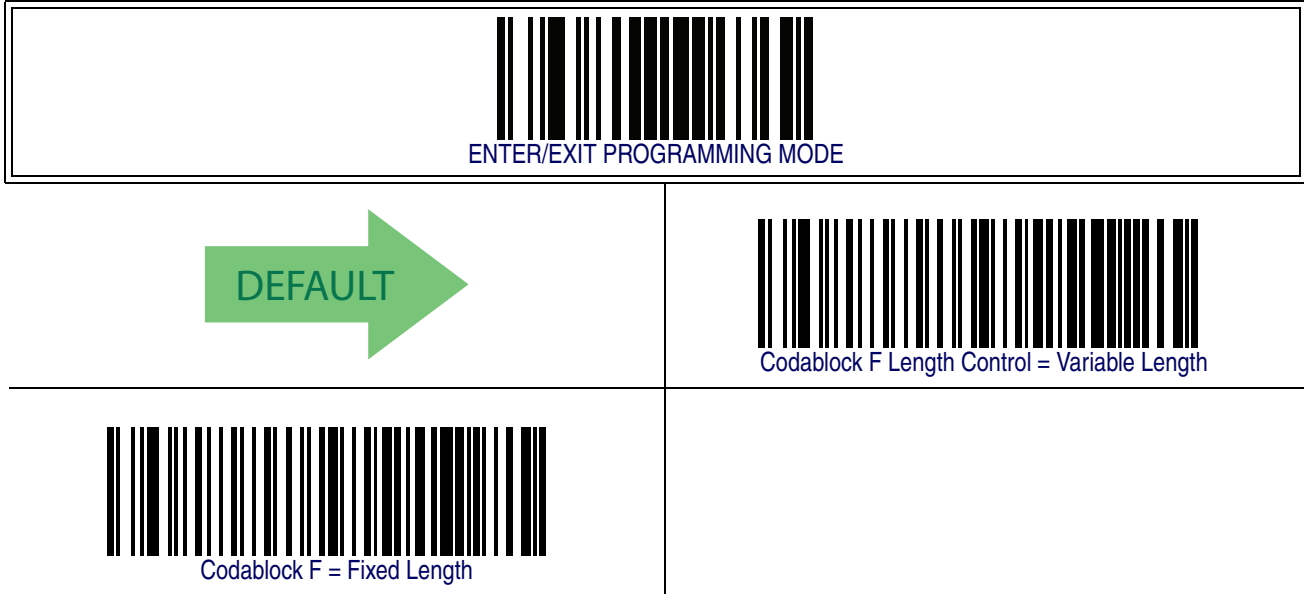 ENTER/EXIT PROGRAMMING MODE
DEFAULT
Codablock F Length Control = Variable Length
Codablock F = Fixed Length